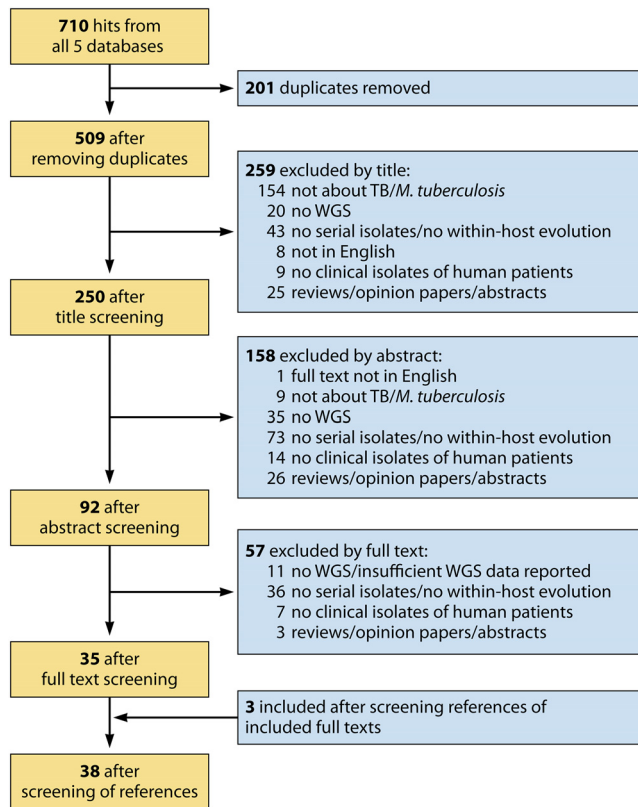 710 hits from
all 5 databases
201 duplicates removed
509 after
removing duplicates
259 excluded by title:
154 not about TB/M. tuberculosis
20 no WGS
43 no serial isolates/no within-host evolution
8 not in English
9 no clinical isolates of human patients
25 reviews/opinion papers/abstracts
250 after
title screening
158 excluded by abstract:
1 full text not in English
9 not about TB/M. tuberculosis
35 no WGS
73 no serial isolates/no within-host evolution
14 no clinical isolates of human patients
26 reviews/opinion papers/abstracts
92 after
abstract screening
57 excluded by full text:
11 no WGS/insufficient WGS data reported
36 no serial isolates/no within-host evolution
7 no clinical isolates of human patients
3 reviews/opinion papers/abstracts
35 after
full text screening
3 included after screening references of
included full texts
38 after
screening of references